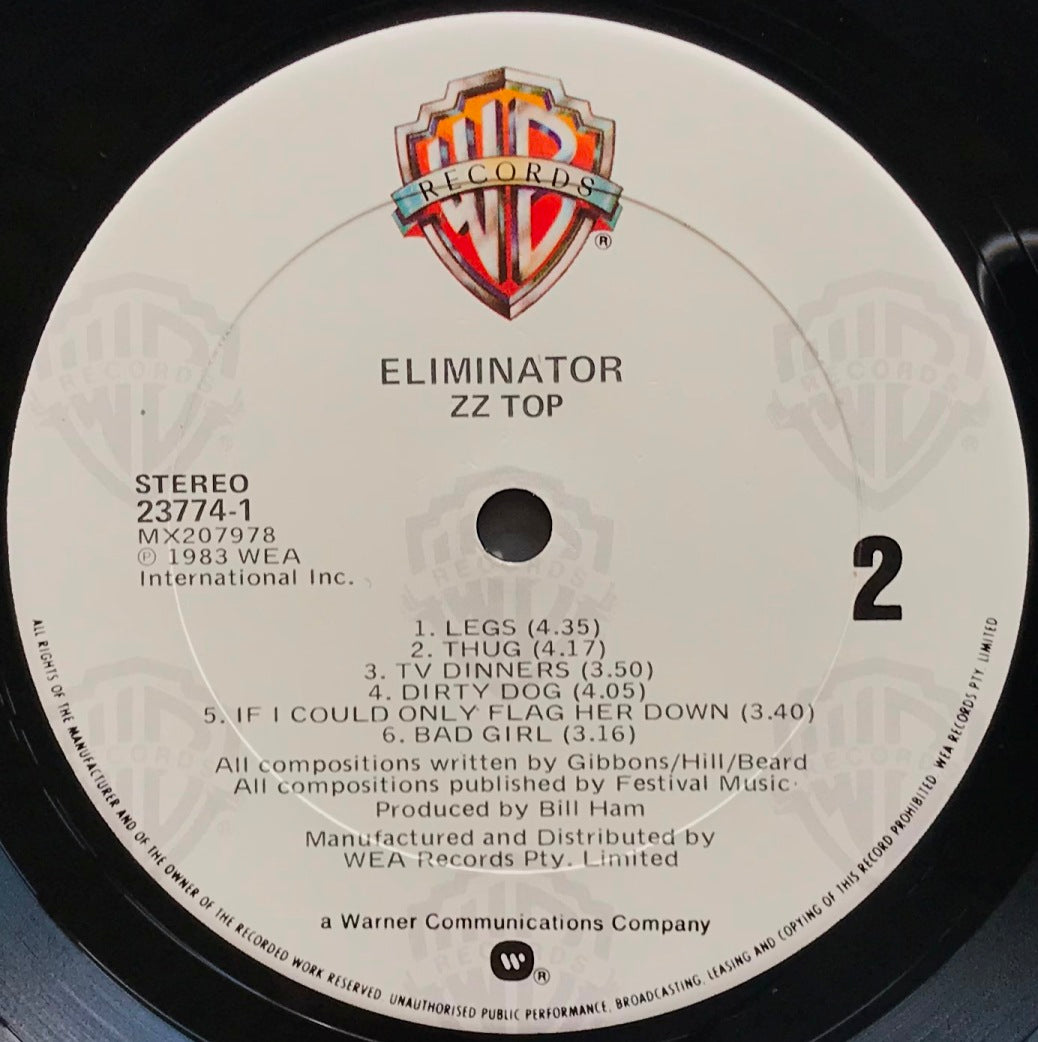 WB
RECORDS
®
ELIMINATOR
ZZ TOP
STEREO
23774-1
MX207978
℗ 1983 WEA
International Inc.
2
1. LEGS (4.35)
2. THUG (4.17)
3. TV DINNERS (3.50)
4. DIRTY DOG (4.05)
5. IF I COULD ONLY FLAG HER DOWN (3.40)
6. BAD GIRL (3.16)
All compositions written by Gibbons/Hill/Beard
All compositions published by Festival Music
Produced by Bill Ham
Manufactured and Distributed by
WEA Records Pty. Limited
a Warner Communications Company
®
ALL RIGHTS OF THE MANUFACTURER AND OF THE OWNER OF THE RECORDED WORK RESERVED. UNAUTHORISED PUBLIC PERFORMANCE, BROADCASTING, LEASING AND COPYING OF THIS RECORD PROHIBITED WEA RECORDS PTY. LIMITED